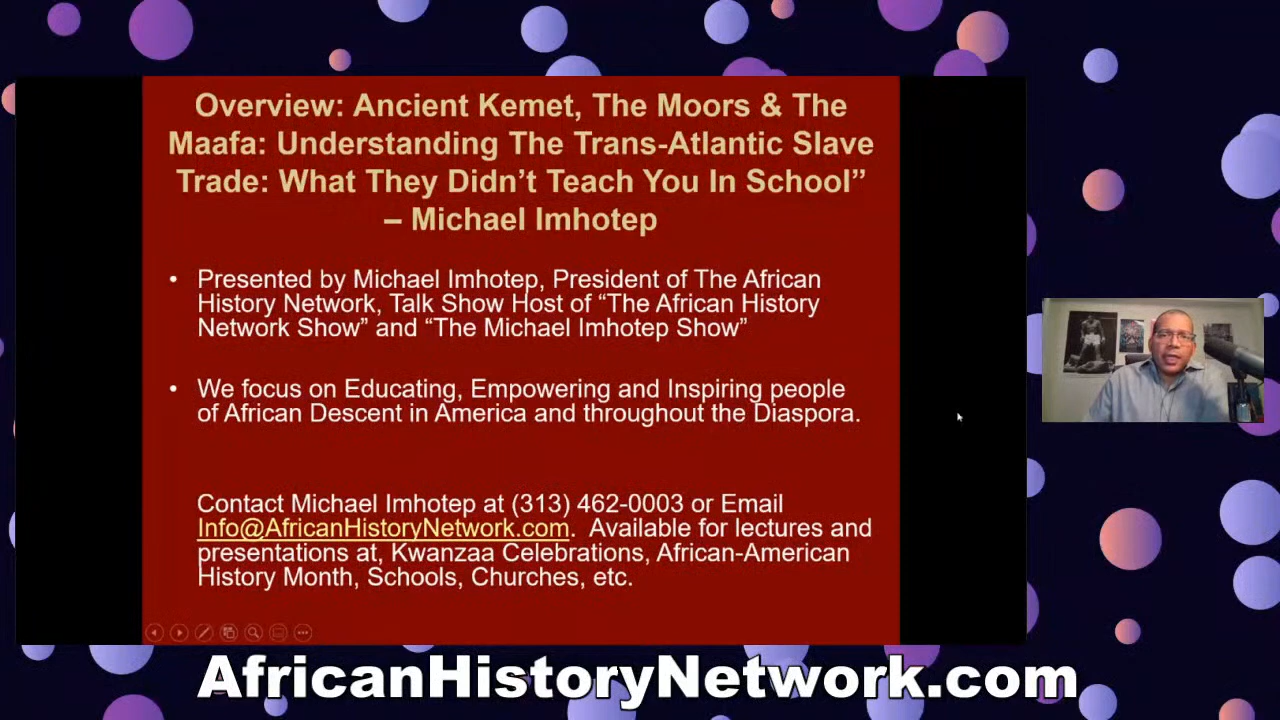 Overview: Ancient Kemet, The Moors & The
Maafa: Understanding The Trans-Atlantic Slave
Trade: What They Didn’t Teach You In School”
– Michael Imhotep
• Presented by Michael Imhotep, President of The African
History Network, Talk Show Host of “The African History
Network Show” and “The Michael Imhotep Show”
• We focus on Educating, Empowering and Inspiring people
of African Descent in America and throughout the Diaspora.
Contact Michael Imhotep at (313) 462-0003 or Email
Info@AfricanHistoryNetwork.com. Available for lectures and
presentations at, Kwanzaa Celebrations, African-American
History Month, Schools, Churches, etc.
AfricanHistoryNetwork.com